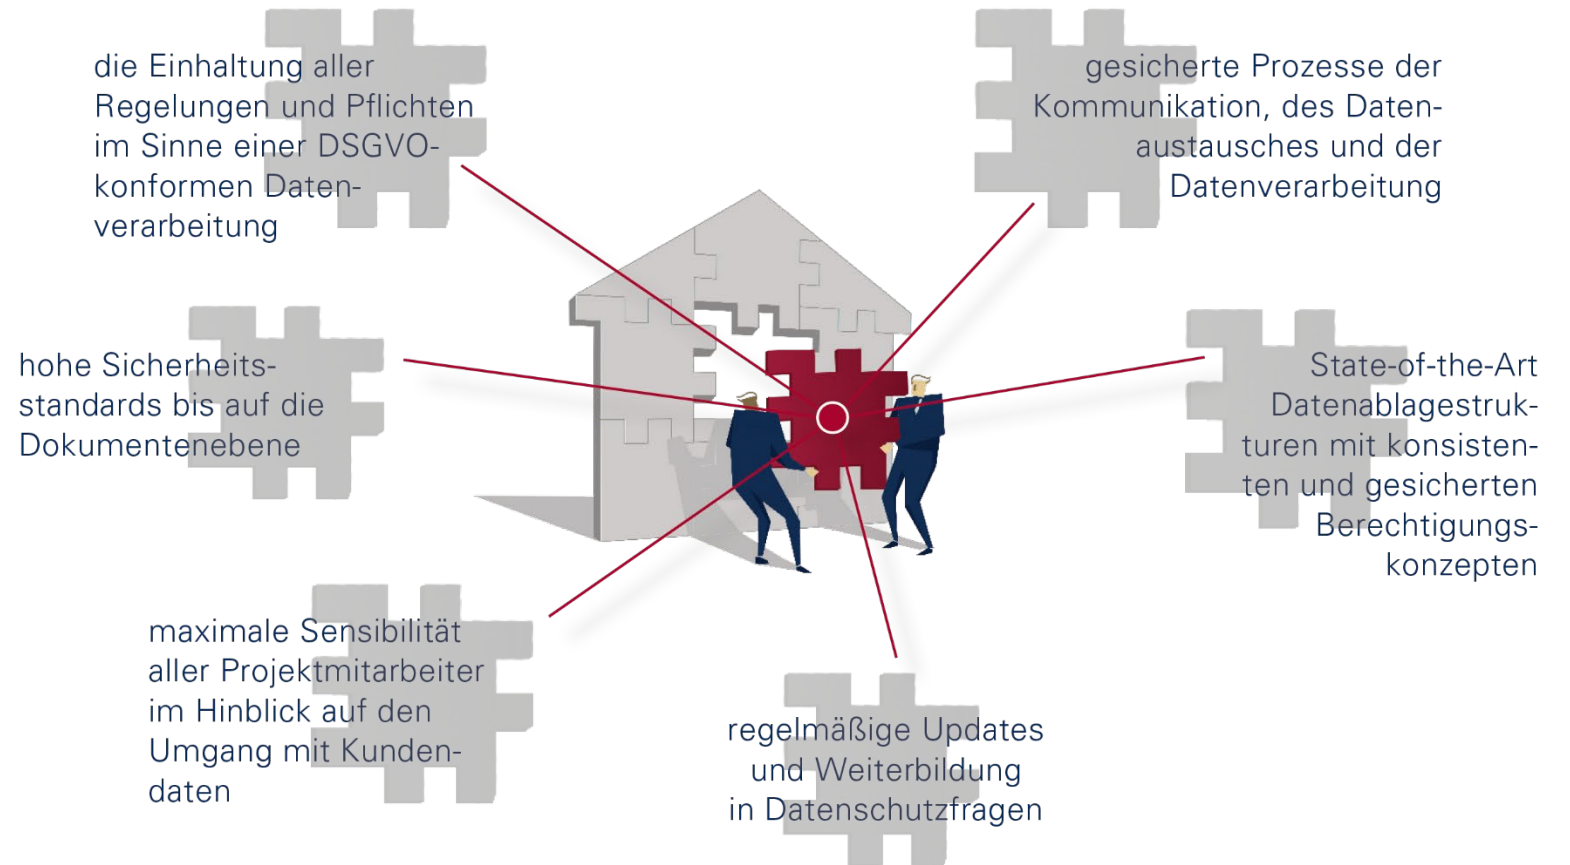 die Einhaltung aller
Regelungen und Pflichten
im Sinne einer DSGVO-
konformen Daten-
verarbeitung
gesicherte Prozesse der
Kommunikation, des Daten-
austausches und der
Datenverarbeitung
hohe Sicherheits-
standards bis auf die
Dokumentenebene
State-of-the-Art
Datenablagestruk-
turen mit konsisten-
ten und gesicherten
Berechtigungs-
konzepten
maximale Sensibilität
aller Projektmitarbeiter
im Hinblick auf den
Umgang mit Kunden-
daten
regelmäßige Updates
und Weiterbildung
in Datenschutzfragen